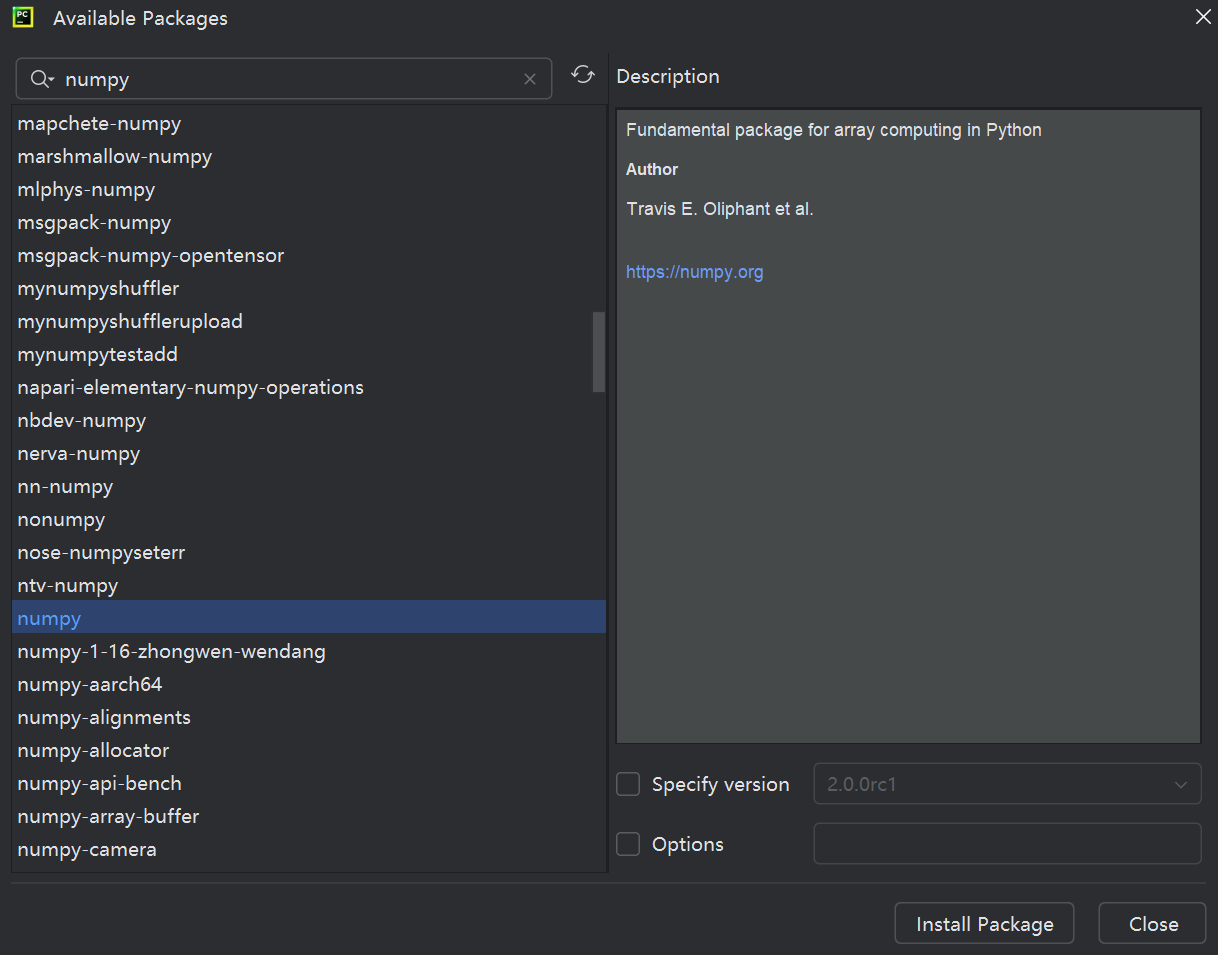 PC
Available Packages
numpy
Description
mapchete-numpy
marshmallow-numpy
mlphys-numpy
msgpack-numpy
msgpack-numpy-opentensor
mynumpyshuffler
mynumpyshufflerupload
mynumpytestadd
napari-elementary-numpy-operations
nbdev-numpy
nerva-numpy
nn-numpy
nonumpy
nose-numpyseterr
ntv-numpy
numpy
numpy-1-16-zhongwen-wendang
numpy-aarch64
numpy-alignments
numpy-allocator
numpy-api-bench
numpy-array-buffer
numpy-camera
Fundamental package for array computing in Python
Author
Travis E. Oliphant et al.
https://numpy.org
Specify version
2.0.0rc1
Options
Install Package
Close